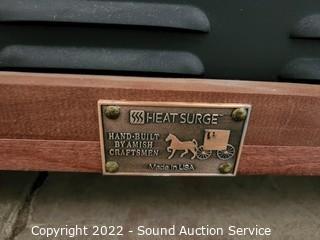 HEAT SURGE
HAND-BUILT
BY AMISH
CRAFTSMEN
Made in USA
Copyright 2022 - Sound Auction Service